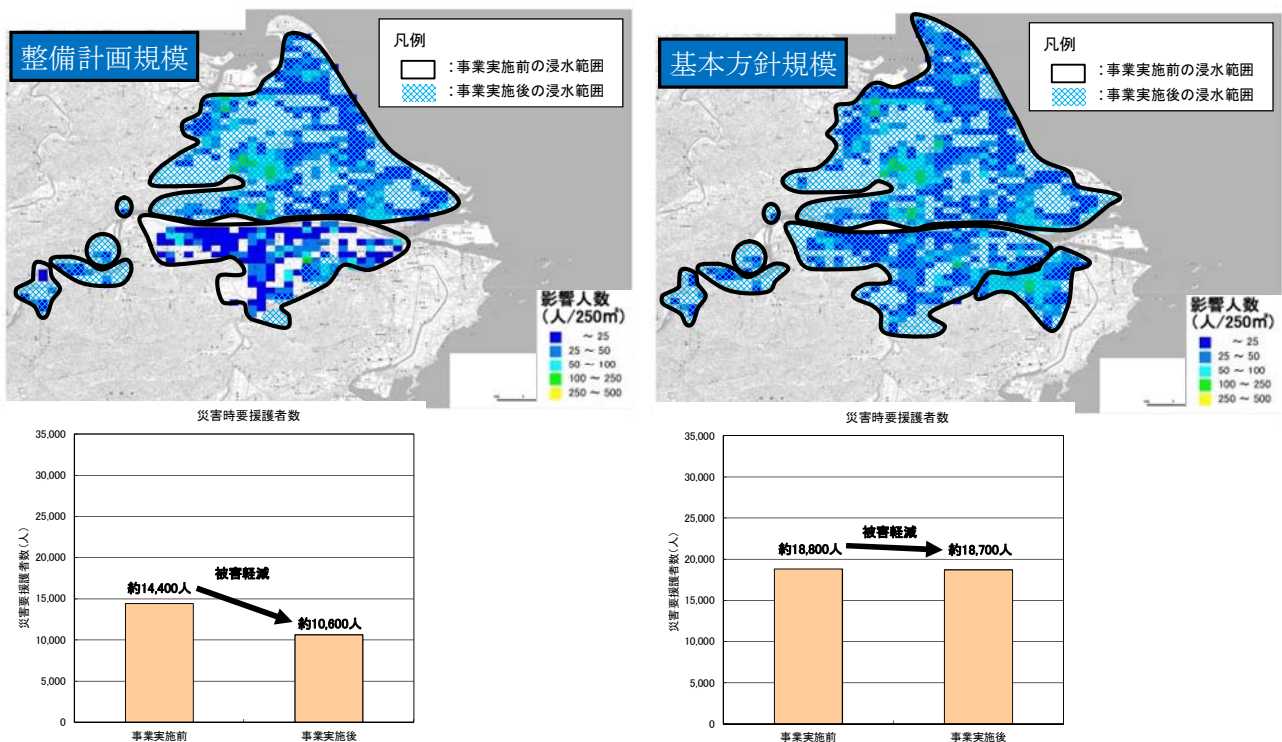 整備計画規模
凡例
:事業実施前の浸水範囲
:事業実施後の浸水範囲
影響人数
(人/250㎡)
~ 25
25 ~ 50
50 ~ 100
100 ~ 250
250 ~ 500
災害時要援護者数
35,000
30,000
25,000
20,000
15,000
10,000
5,000
0
災害要援護者数(人)
約14,400人
被害軽減
約10,600人
事業実施前
事業実施後
基本方針規模
凡例
:事業実施前の浸水範囲
:事業実施後の浸水範囲
影響人数
(人/250㎡)
~ 25
25 ~ 50
50 ~ 100
100 ~ 250
250 ~ 500
災害時要援護者数
35,000
30,000
25,000
20,000
15,000
10,000
5,000
0
災害要援護者数(人)
約18,800人
被害軽減
約18,700人
事業実施前
事業実施後